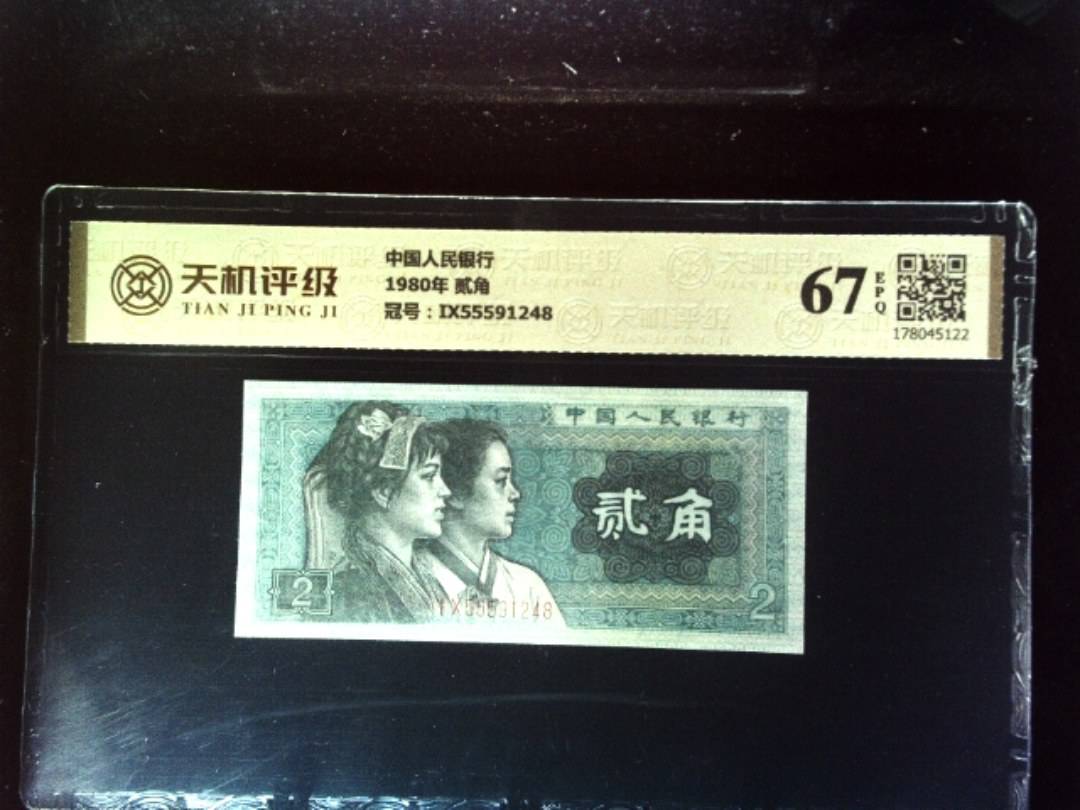 天机评级
TIAN JI PING JI
中国人民银行
1980年 贰角
冠号：IX55591248
67
EPQ
178045122
中国人民银行
贰角
2
2
IX55591248